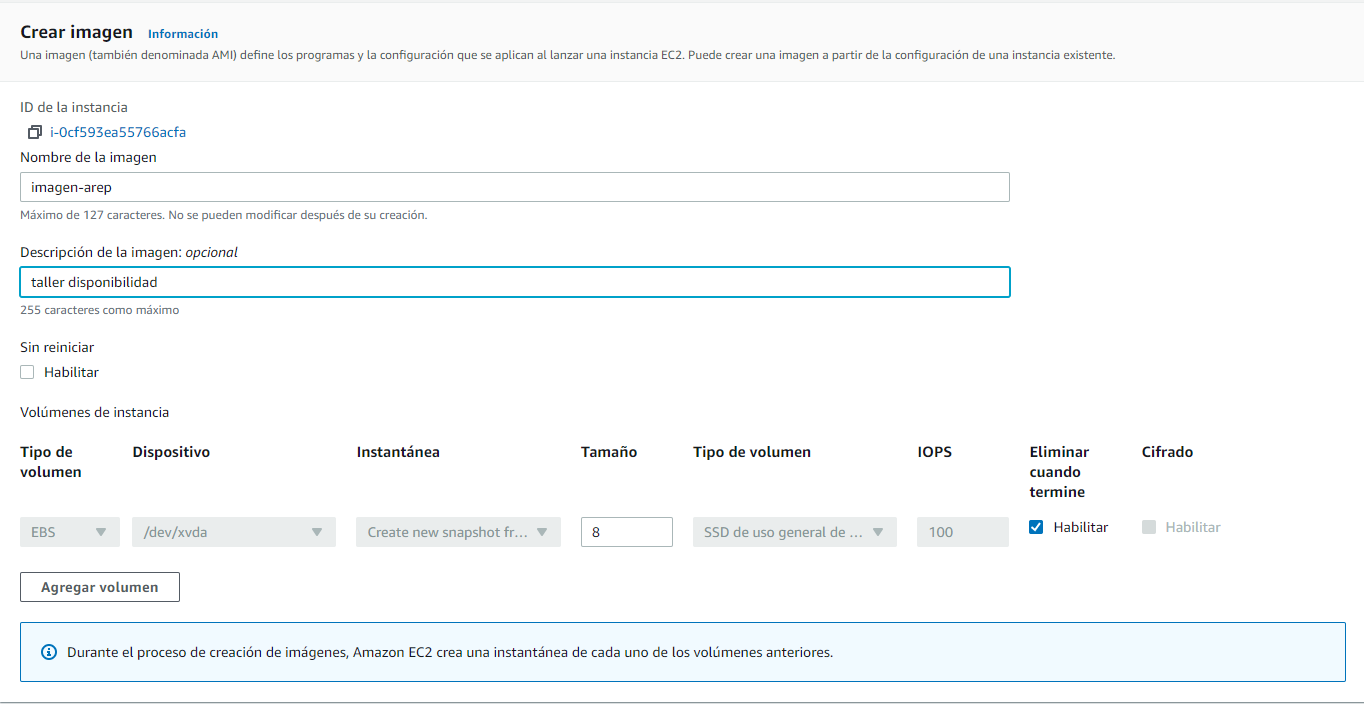 Crear imagen Información
Una imagen (también denominada AMI) define los programas y la configuración que se aplican al lanzar una instancia EC2. Puede crear una imagen a partir de la configuración de una instancia existente.
ID de la instancia
i-0cf593ea55766acfa
Nombre de la imagen
imagen-arep
Máximo de 127 caracteres. No se pueden modificar después de su creación.
Descripción de la imagen: opcional
taller disponibilidad
255 caracteres como máximo
Sin reiniciar
Habilitar
Volúmenes de instancia
Tipo de volumen Dispositivo Instantánea Tamaño Tipo de volumen IOPS Eliminar cuando termine Cifrado
EBS /dev/xvda Create new snapshot fr... 8 SSD de uso general de ... 100 Habilitar Habilitar
Agregar volumen
Durante el proceso de creación de imágenes, Amazon EC2 crea una instantánea de cada uno de los volúmenes anteriores.